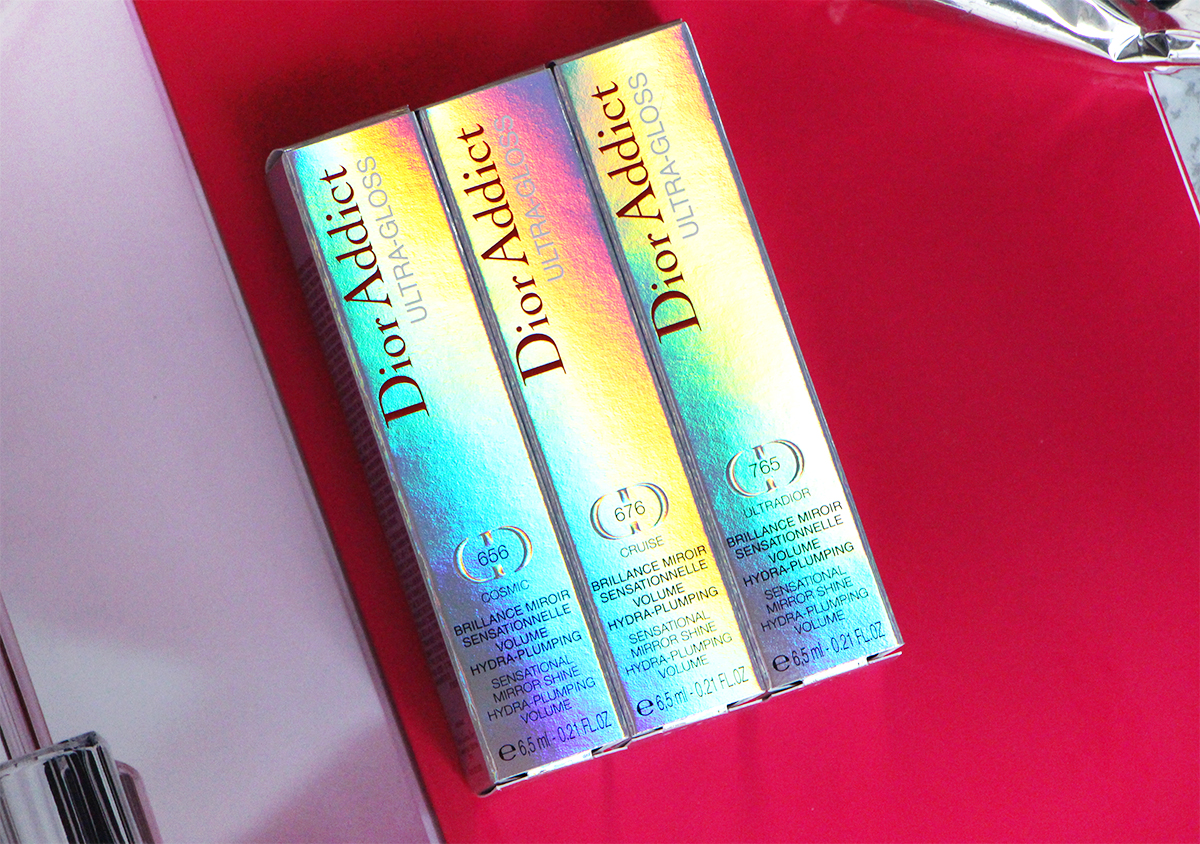 Dior Addict
ULTRA-GLOSS
656
COSMIC
BRILLANCE MIROIR
SENSATIONNELLE
VOLUME
HYDRA-PLUMPING
SENSATIONAL
MIRROR SHINE
HYDRA-PLUMPING
VOLUME
℮ 6,5 ml - 0.21 FL.OZ
Dior Addict
ULTRA-GLOSS
676
CRUISE
BRILLANCE MIROIR
SENSATIONNELLE
VOLUME
HYDRA-PLUMPING
SENSATIONAL
MIRROR SHINE
HYDRA-PLUMPING
VOLUME
℮ 6,5 ml - 0.21 FL.OZ
Dior Addict
ULTRA-GLOSS
765
ULTRADIOR
BRILLANCE MIROIR
SENSATIONNELLE
VOLUME
HYDRA-PLUMPING
SENSATIONAL
MIRROR SHINE
HYDRA-PLUMPING
VOLUME
℮ 6,5 ml - 0.21 FL.OZ